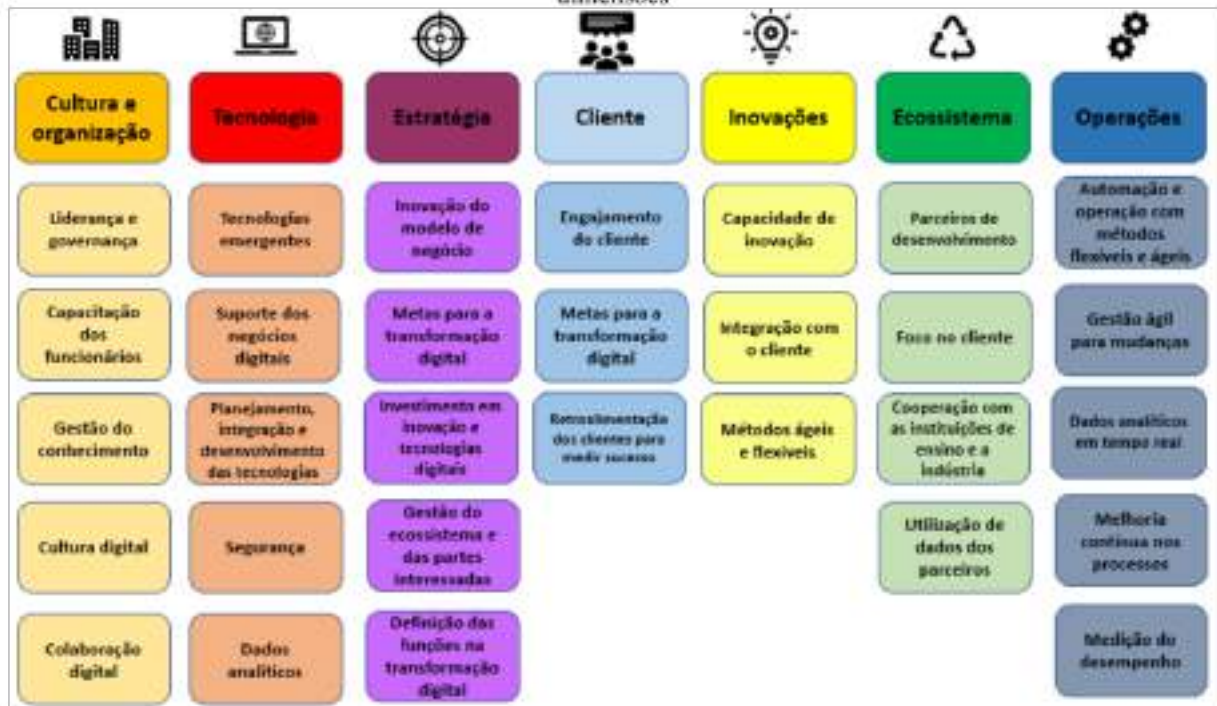 dimensões
Cultura e
organização
Tecnologia
Estratégia
Cliente
Inovações
Ecossistema
Operações
Liderança e
governança
Tecnologias
emergentes
Inovação do
modelo de
negócio
Engajamento
do cliente
Capacidade de
inovação
Parceiros de
desenvolvimento
Automação e
operação com
métodos
flexíveis e ágeis
Capacitação
dos
funcionários
Suporte dos
negócios
digitais
Metas para a
transformação
digital
Metas para a
transformação
digital
Integração com
o cliente
Foco no cliente
Gestão ágil
para mudanças
Gestão do
conhecimento
Planejamento,
integração e
desenvolvimento
das tecnologias
Investimento em
inovação e
tecnologias
digitais
Retroalimentação
dos clientes para
medir sucesso
Métodos ágeis
e flexíveis
Cooperação com
as instituições de
ensino e a
indústria
Dados analíticos
em tempo real
Cultura digital
Segurança
Gestão do
ecossistema e
das partes
interessadas
Utilização de
dados dos
parceiros
Melhoria
contínua nos
processos
Colaboração
digital
Dados
analíticos
Definição das
funções na
transformação
digital
Medição do
desempenho